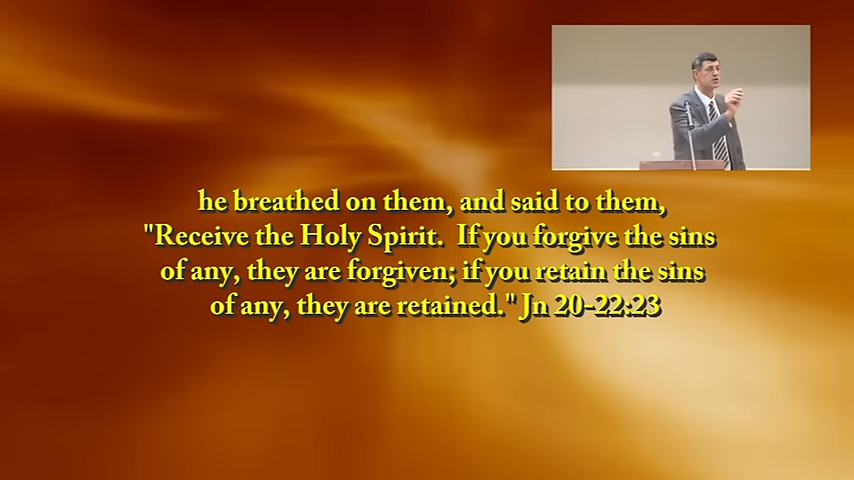 he breathed on them, and said to them,
"Receive the Holy Spirit.  If you forgive the sins
of any, they are forgiven; if you retain the sins
of any, they are retained." Jn 20-22:23